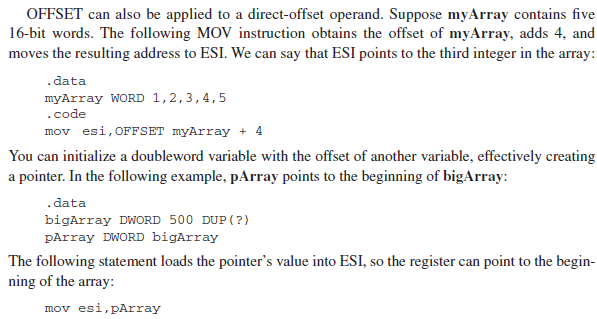 OFFSET can also be applied to a direct-offset operand. Suppose myArray contains five
16-bit words. The following MOV instruction obtains the offset of myArray, adds 4, and
moves the resulting address to ESI. We can say that ESI points to the third integer in the array:
.data
myArray WORD 1,2,3,4,5
.code
mov esi,OFFSET myArray + 4
You can initialize a doubleword variable with the offset of another variable, effectively creating
a pointer. In the following example, pArray points to the beginning of bigArray:
.data
bigArray DWORD 500 DUP(?)
pArray DWORD bigArray
The following statement loads the pointer's value into ESI, so the register can point to the begin-
ning of the array:
mov esi,pArray